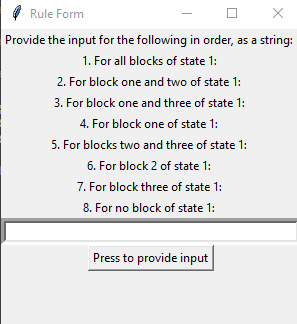 Rule Form
Provide the input for the following in order, as a string:
1. For all blocks of state 1:
2. For block one and two of state 1:
3. For block one and three of state 1:
4. For block one of state 1:
5. For blocks two and three of state 1:
6. For block 2 of state 1:
7. For block three of state 1:
8. For no block of state 1:
Press to provide input